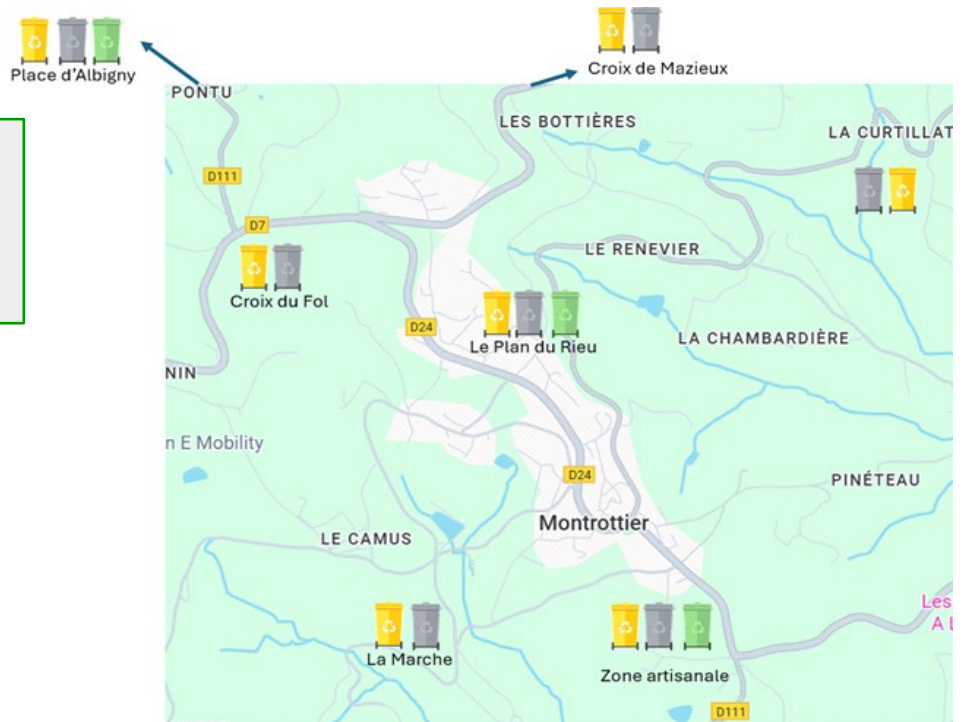 Place d'Albigny
Croix de Mazieux
PONTU
LES BOTTIÈRES
LA CURTILLAT
D111
D7
LE RENEVIER
Croix du Fol
D24
Le Plan du Rieu
LA CHAMBARDIÈRE
NIN
n E Mobility
D24
PINÉTEAU
Montrottier
LE CAMUS
Les
A L
La Marche
Zone artisanale
D111